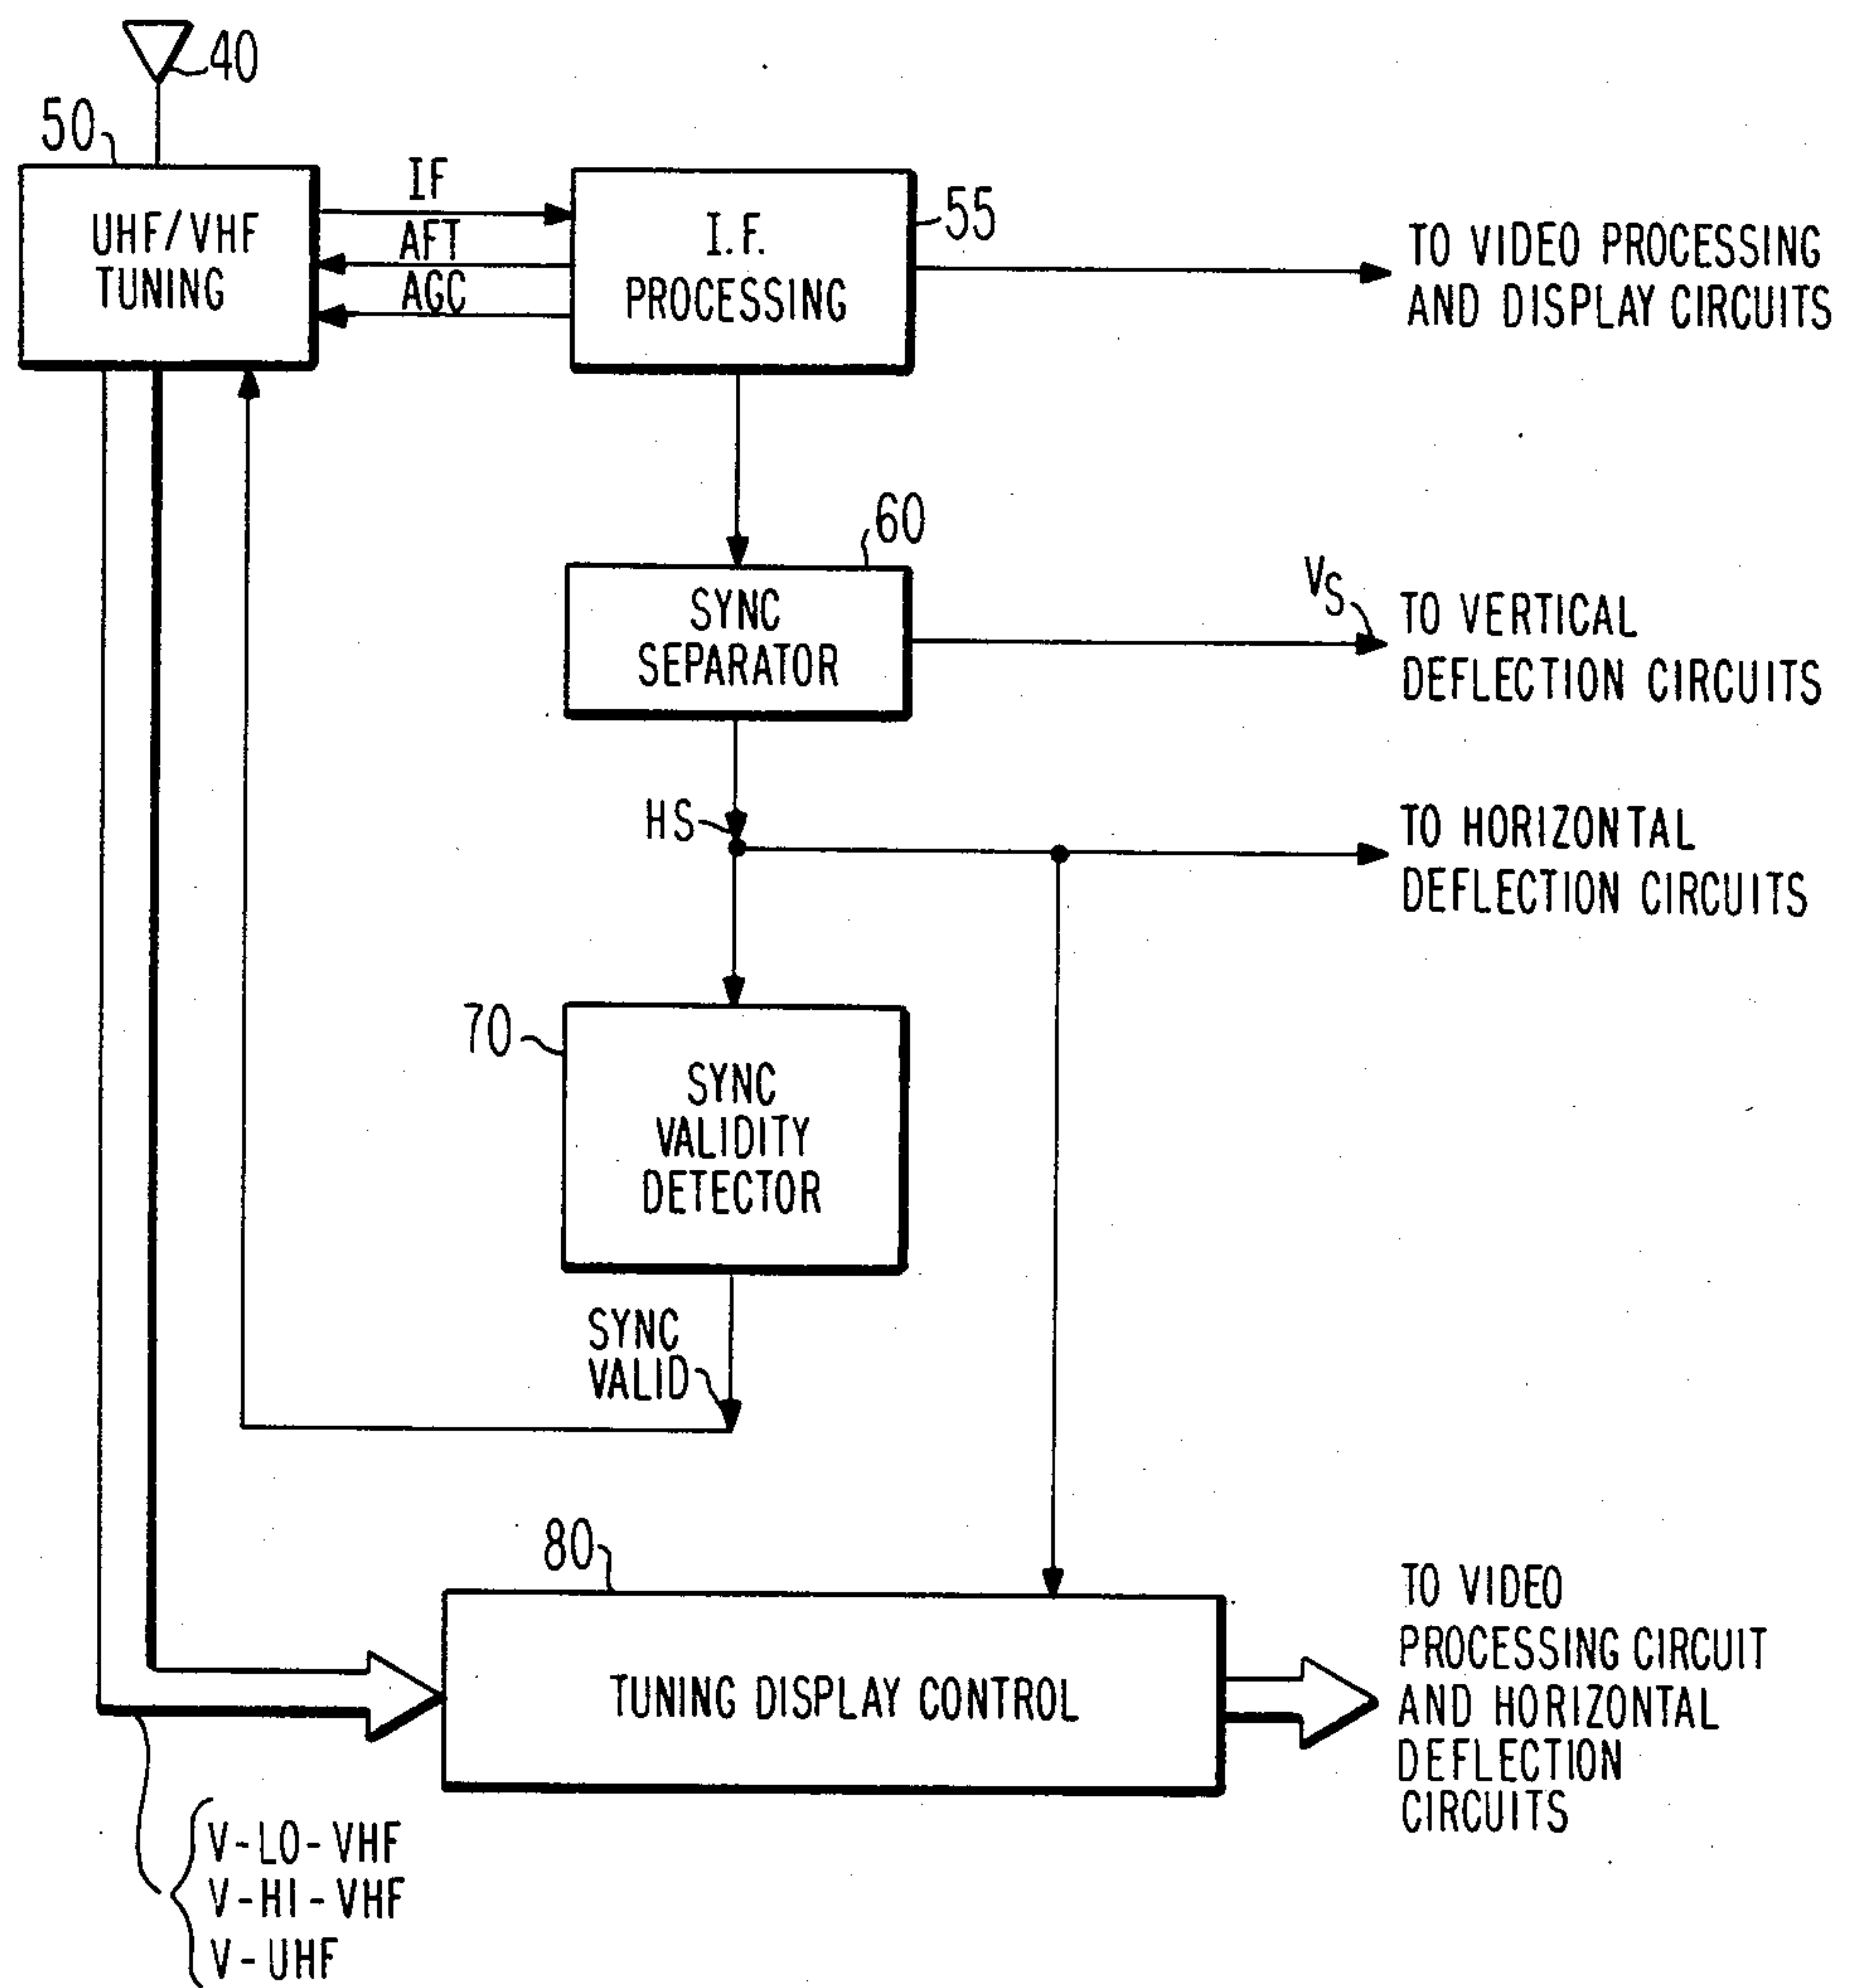 40
50
UHF/VHF
TUNING
IF
AFT
AGC
I.F.
PROCESSING
55
TO VIDEO PROCESSING
AND DISPLAY CIRCUITS
60
SYNC
SEPARATOR
VS
TO VERTICAL
DEFLECTION CIRCUITS
HS
TO HORIZONTAL
DEFLECTION CIRCUITS
70
SYNC
VALIDITY
DETECTOR
SYNC
VALID
80
TUNING DISPLAY CONTROL
TO VIDEO
PROCESSING CIRCUIT
AND HORIZONTAL
DEFLECTION
CIRCUITS
V-LO-VHF
V-HI-VHF
V-UHF